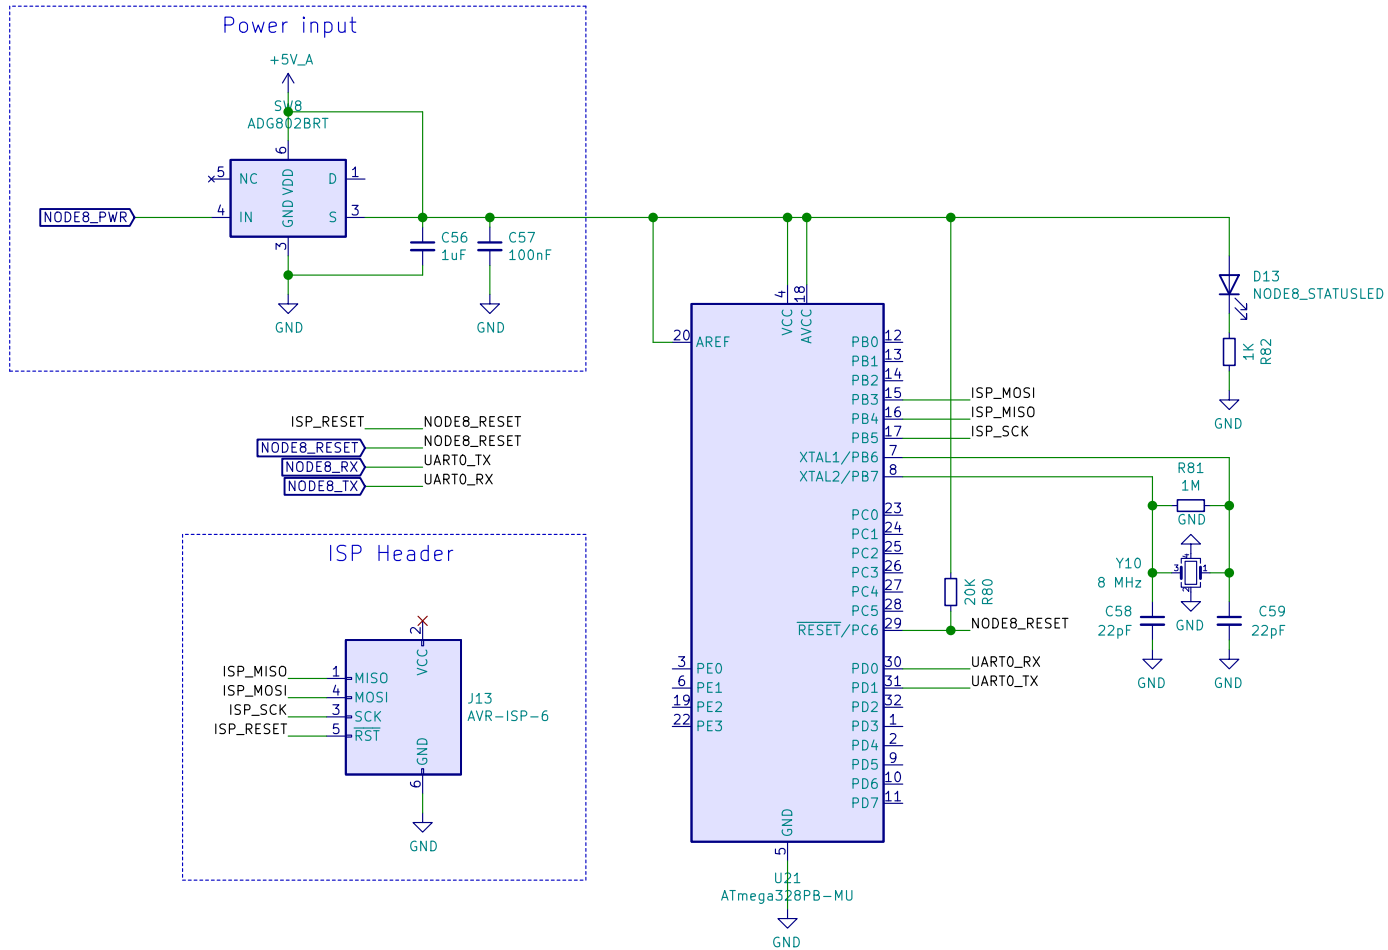 Power input
+5V_A
SW8
ADG802BRT
6
5
NC
VDD
D
1
NODE8_PWR
4
IN
GND
S
3
3
C56
1uF
C57
100nF
GND
GND
ISP_RESET
NODE8_RESET
NODE8_RESET
NODE8_RESET
NODE8_RX
UART0_TX
NODE8_TX
UART0_RX
ISP Header
2
VCC
ISP_MISO
1
MISO
ISP_MOSI
4
MOSI
ISP_SCK
3
SCK
ISP_RESET
5
RST
J13
AVR-ISP-6
GND
6
GND
4
18
VCC
AVCC
20
AREF
PB0
12
PB1
13
PB2
14
PB3
15
ISP_MOSI
PB4
16
ISP_MISO
PB5
17
ISP_SCK
XTAL1/PB6
7
XTAL2/PB7
8
PC0
23
PC1
24
PC2
25
PC3
26
PC4
27
PC5
28
RESET/PC6
29
NODE8_RESET
3
PE0
PD0
30
UART0_RX
6
PE1
PD1
31
UART0_TX
19
PE2
PD2
32
22
PE3
PD3
1
PD4
2
PD5
9
PD6
10
PD7
11
GND
5
U21
ATmega328PB-MU
GND
20K
R80
D13
NODE8_STATUSLED
1K
R82
GND
R81
1M
GND
Y10
8 MHz
4
3
1
2
GND
C58
22pF
C59
22pF
GND
GND